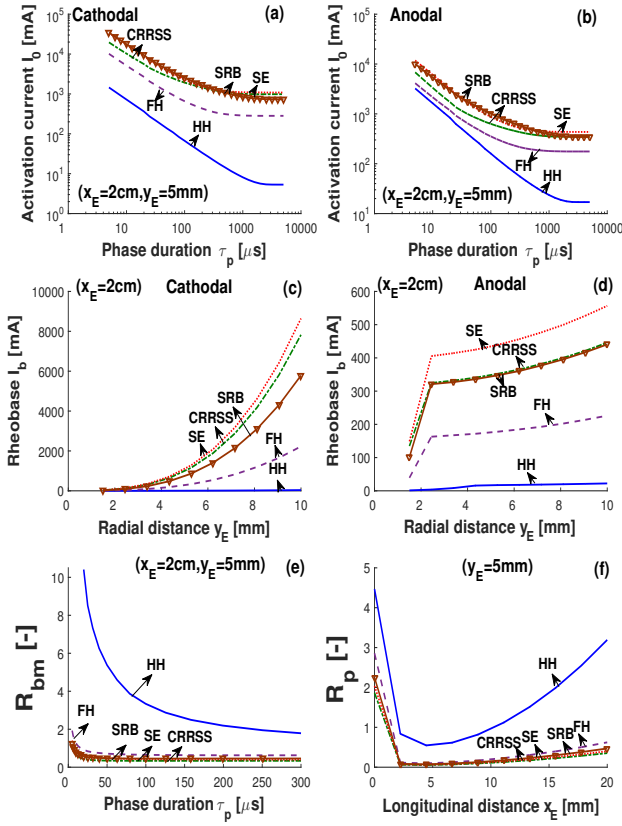 Cathodal
(a)
Activation current I_0 [mA]
10^5
10^4
10^3
10^2
10^1
10^0
CRRSS
SRB
SE
FH
HH
(x_E=2cm,y_E=5mm)
1
10
100
1000
10000
Phase duration τ_p [μs]
Anodal
(b)
Activation current I_0 [mA]
10^5
10^4
10^3
10^2
10^1
SRB
CRRSS
SE
FH
HH
(x_E=2cm,y_E=5mm)
1
10
100
1000
10000
Phase duration τ_p [μs]
(x_E=2cm)
Cathodal
(c)
Rheobase I_b [mA]
10000
8000
6000
4000
2000
0
SRB
CRRSS
SE
FH
HH
0
2
4
6
8
10
Radial distance y_E [mm]
(x_E=2cm)
Anodal
(d)
Rheobase I_b [mA]
600
500
400
300
200
100
0
SE
CRRSS
SRB
FH
HH
0
2
4
6
8
10
Radial distance y_E [mm]
(x_E=2cm,y_E=5mm)
(e)
R_bm [-]
10
8
6
4
2
0
HH
FH
SRB
SE
CRRSS
0
50
100
150
200
250
300
Phase duration τ_p [μs]
(y_E=5mm)
(f)
R_p [-]
5
4
3
2
1
0
HH
CRRSS
SE
SRB
FH
0
5
10
15
20
Longitudinal distance x_E [mm]